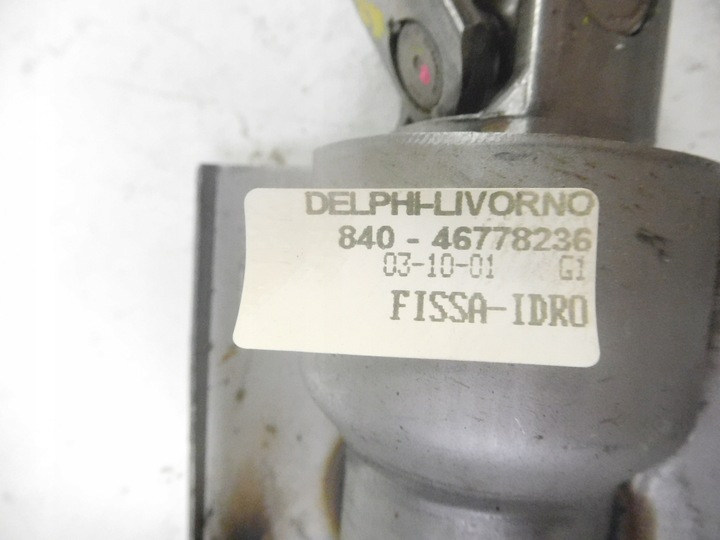 DELPHI-LIVORNO
840 - 46778236
03-10-01 G1
FISSA-IDRO